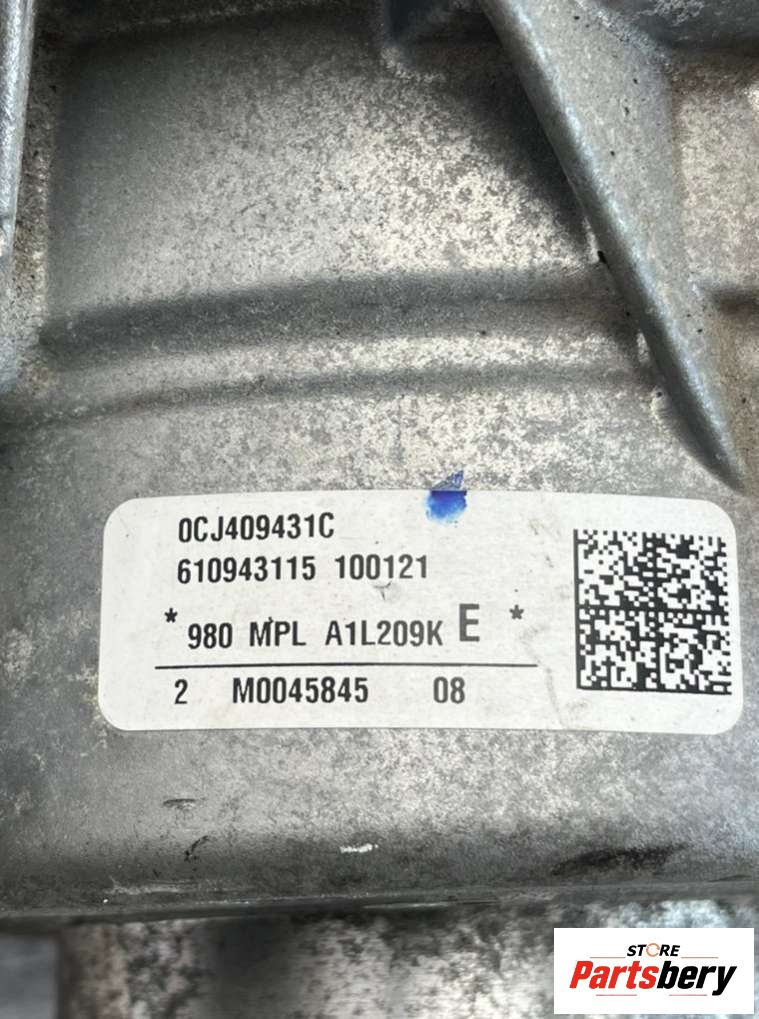 0CJ409431C
610943115 100121
* 980 MPL A1L209K E *
2 M0045845 08
STORE
Partsbery